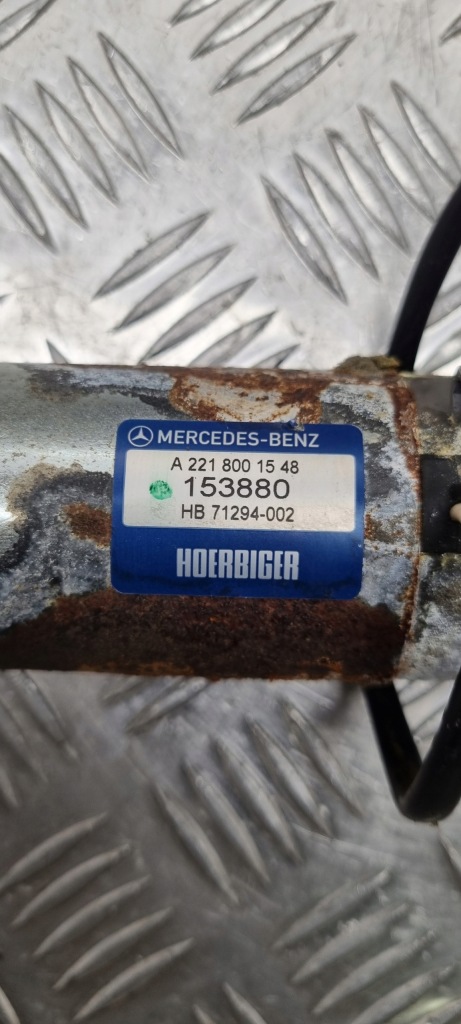 MERCEDES-BENZ
A 221 800 15 48
153880
HB 71294-002
HOERBIGER